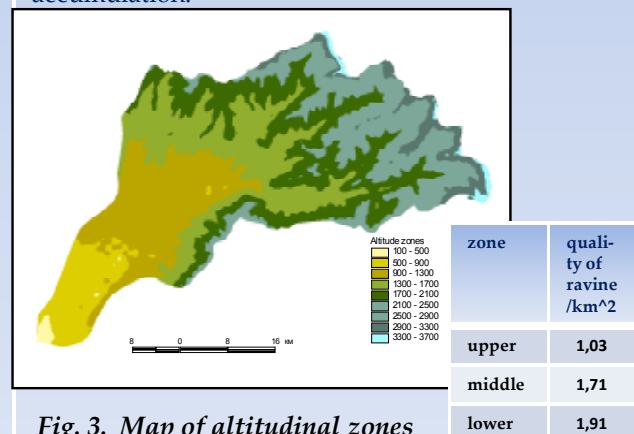 accumulation.
Altitude zones
100 - 500
500 - 900
900 - 1300
1300 - 1700
1700 - 2100
2100 - 2500
2500 - 2900
2900 - 3300
3300 - 3700
8 0 8 16 км
zone
quali-
ty of
ravine
/km^2
upper 1,03
middle 1,71
lower 1,91
Fig. 3. Map of altitudinal zones